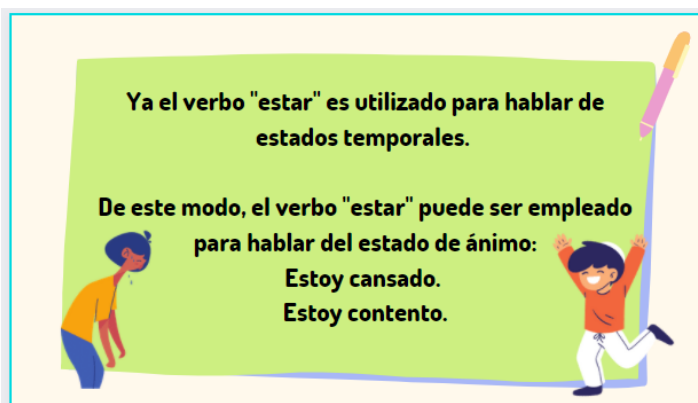 Ya el verbo "estar" es utilizado para hablar de
estados temporales.
De este modo, el verbo "estar" puede ser empleado
para hablar del estado de ánimo:
Estoy cansado.
Estoy contento.